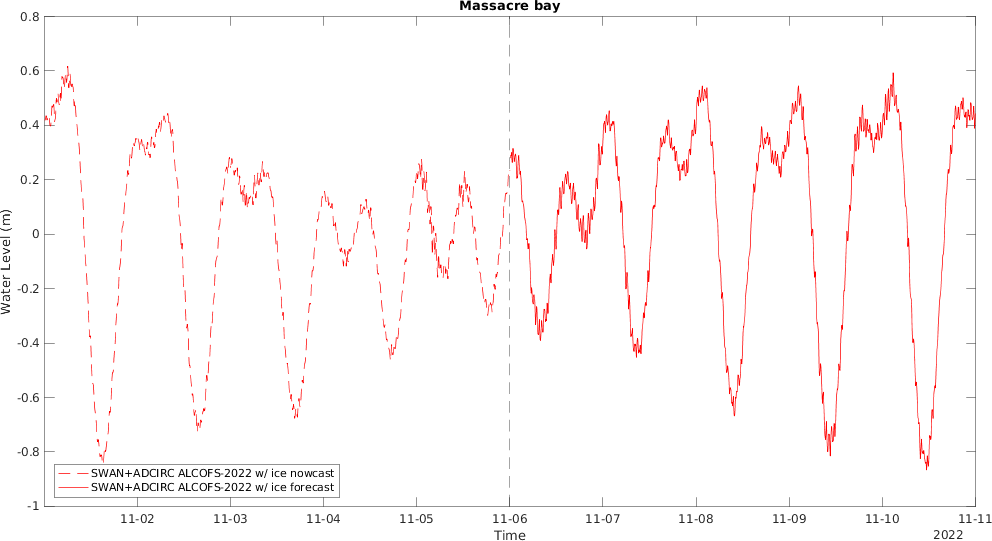 Massacre bay
0.8
0.6
0.4
0.2
0
-0.2
-0.4
-0.6
-0.8
-1
Water Level (m)
SWAN+ADCIRC ALCOFS-2022 w/ ice nowcast
SWAN+ADCIRC ALCOFS-2022 w/ ice forecast
11-02 11-03 11-04 11-05 11-06 11-07 11-08 11-09 11-10 11-11
Time
2022